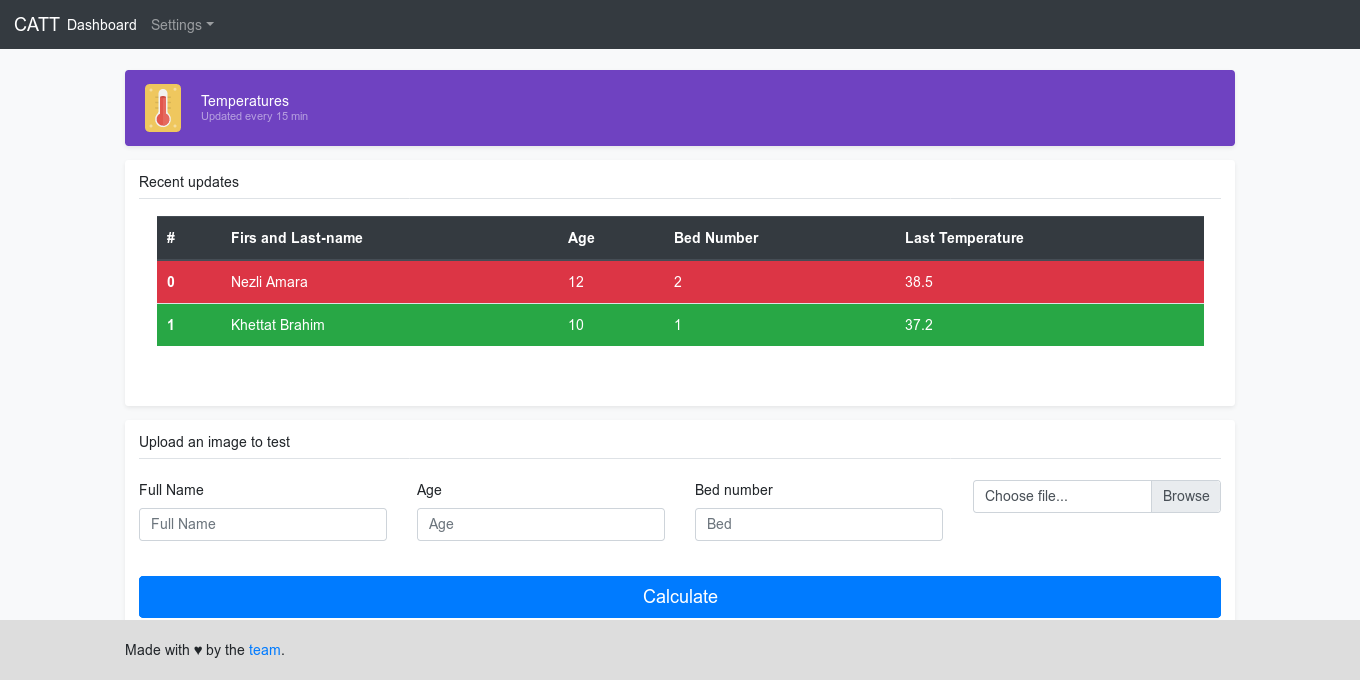 CATT Dashboard Settings
Temperatures
Updated every 15 min
Recent updates
# Firs and Last-name Age Bed Number Last Temperature
0 Nezli Amara 12 2 38.5
1 Khettat Brahim 10 1 37.2
Upload an image to test
Full Name Age Bed number
Full Name Age Bed Choose file... Browse
Calculate
Made with ♥ by the team.